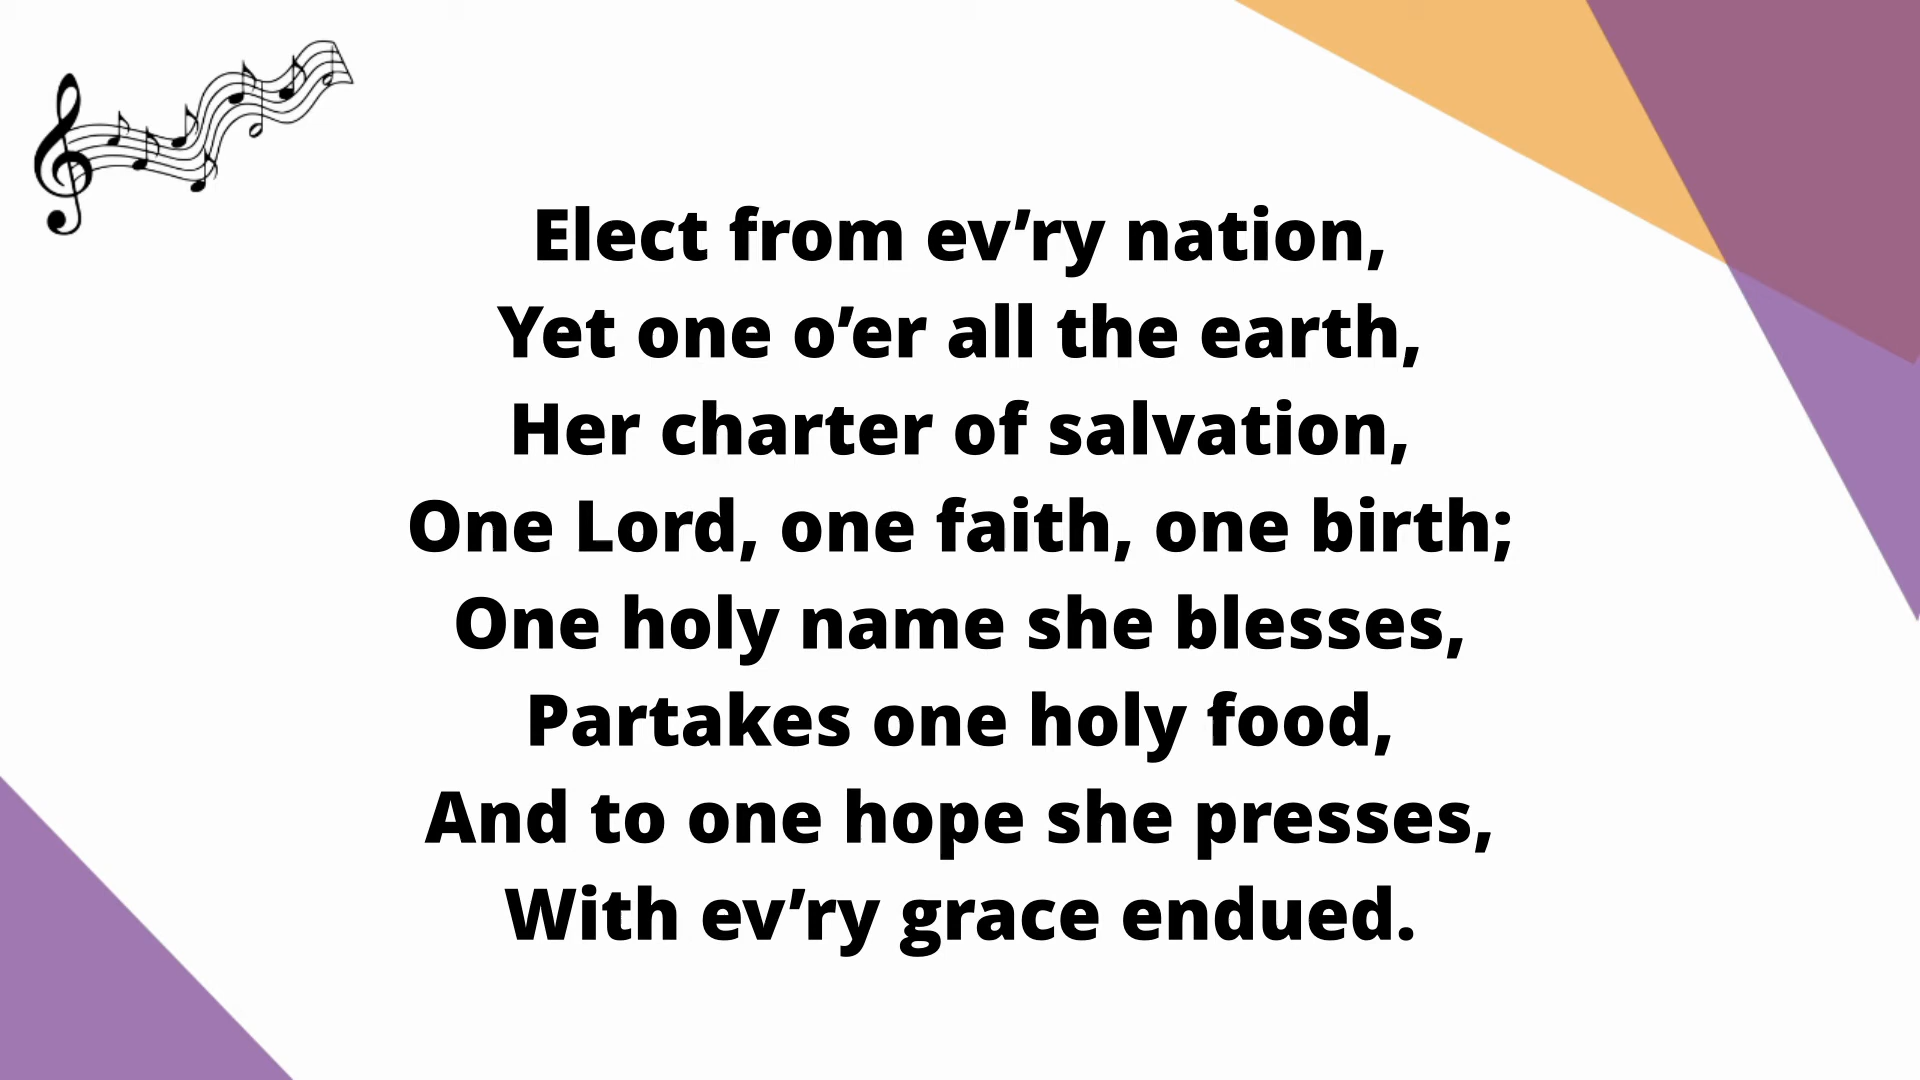 Elect from ev’ry nation,
Yet one o’er all the earth,
Her charter of salvation,
One Lord, one faith, one birth;
One holy name she blesses,
Partakes one holy food,
And to one hope she presses,
With ev’ry grace endued.